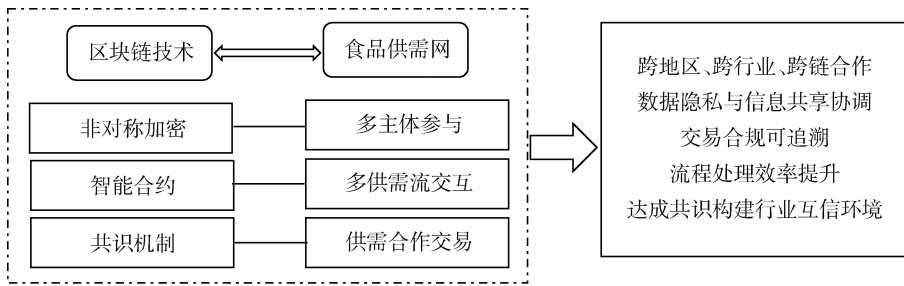 区块链技术
食品供需网
非对称加密
多主体参与
智能合约
多供需流交互
共识机制
供需合作交易
跨地区、跨行业、跨链合作
数据隐私与信息共享协调
交易合规可追溯
流程处理效率提升
达成共识构建行业互信环境